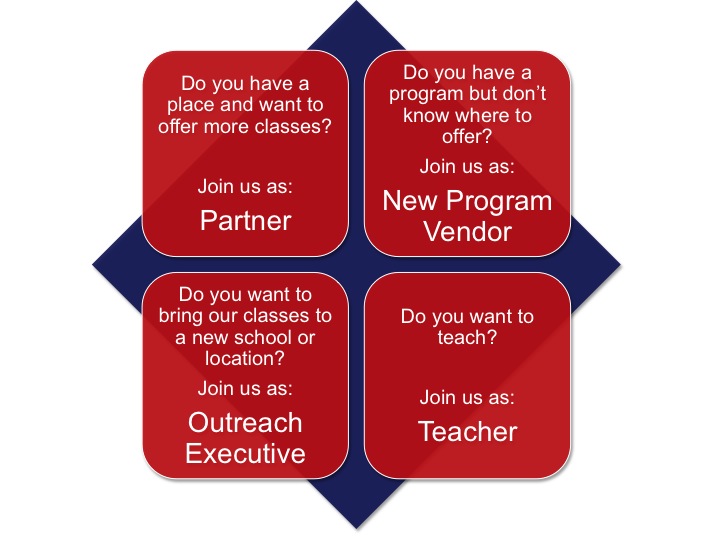 Do you have a
place and want to
offer more classes?
Join us as:
Partner
Do you have a
program but don’t
know where to
offer?
Join us as:
New Program
Vendor
Do you want to
bring our classes to
a new school or
location?
Join us as:
Outreach
Executive
Do you want to
teach?
Join us as:
Teacher